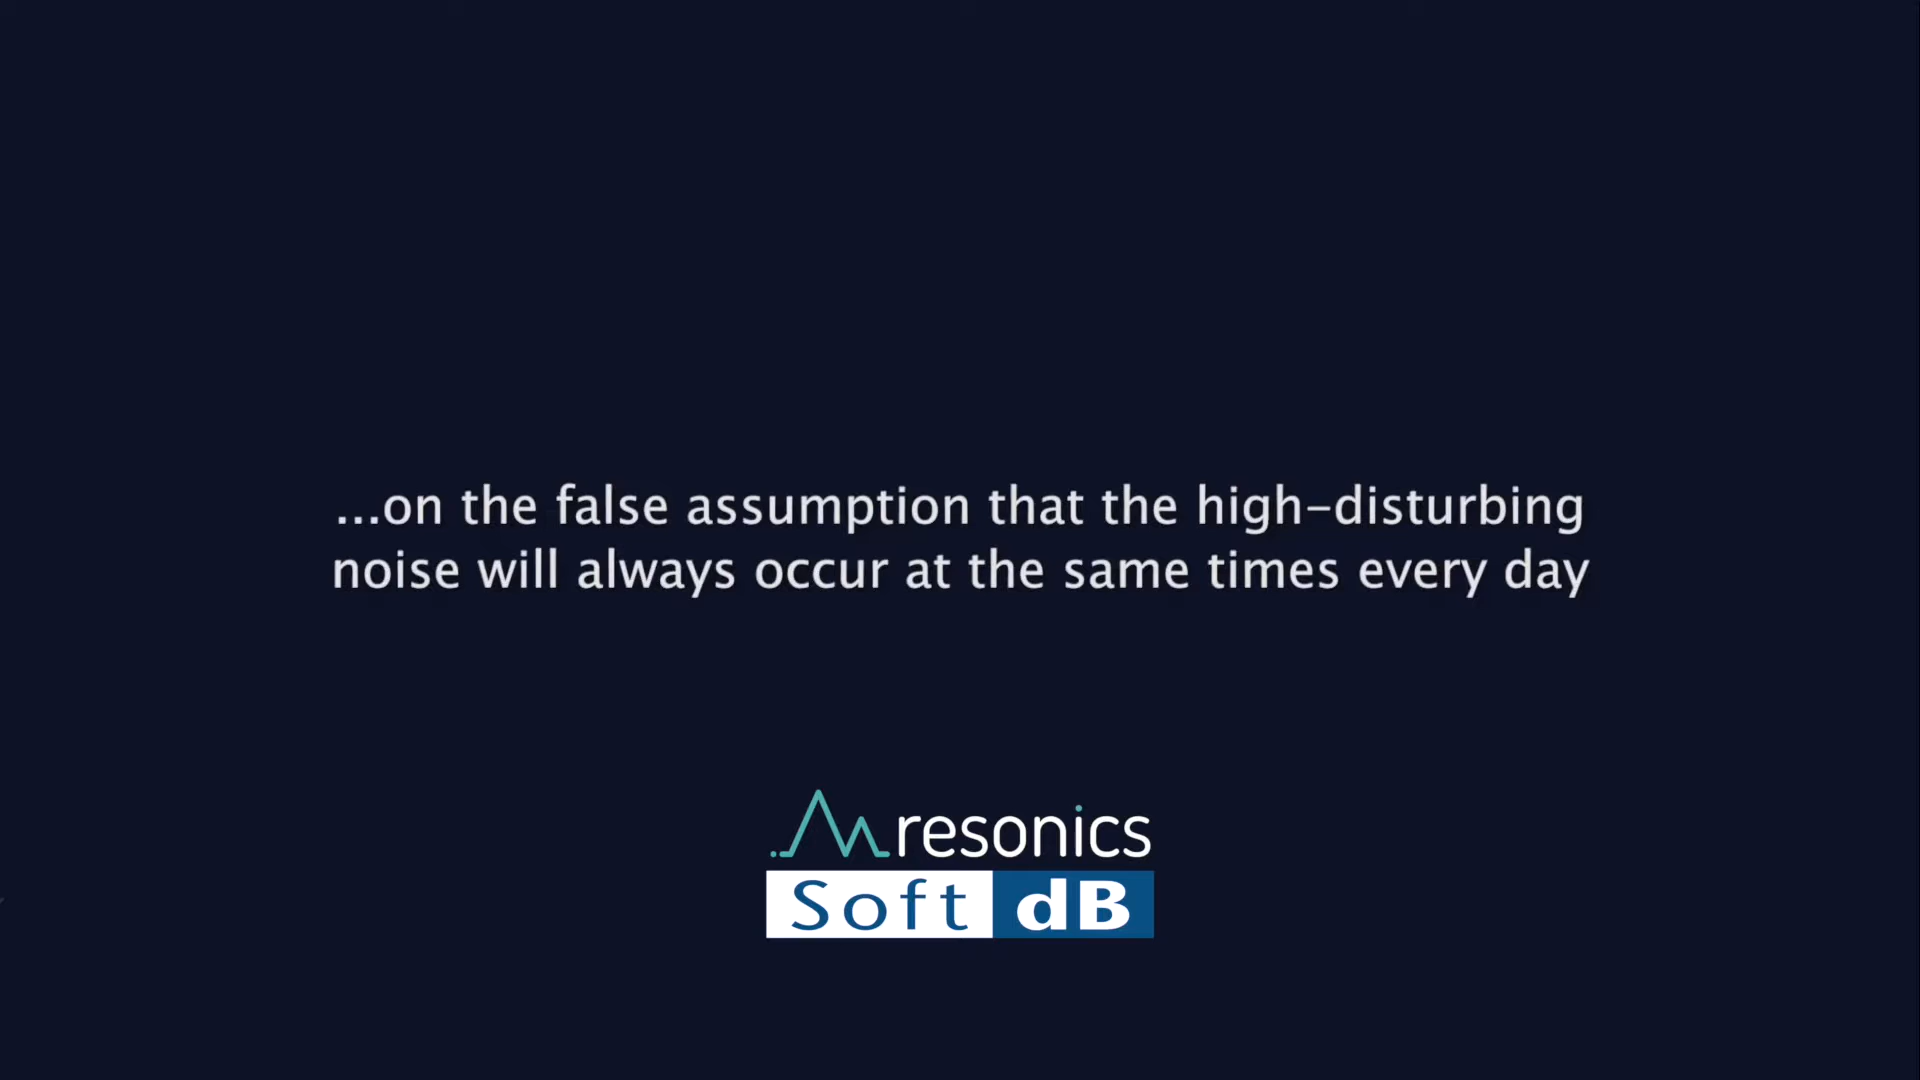 ...on the false assumption that the high-disturbing
noise will always occur at the same times every day
resonics
Soft dB